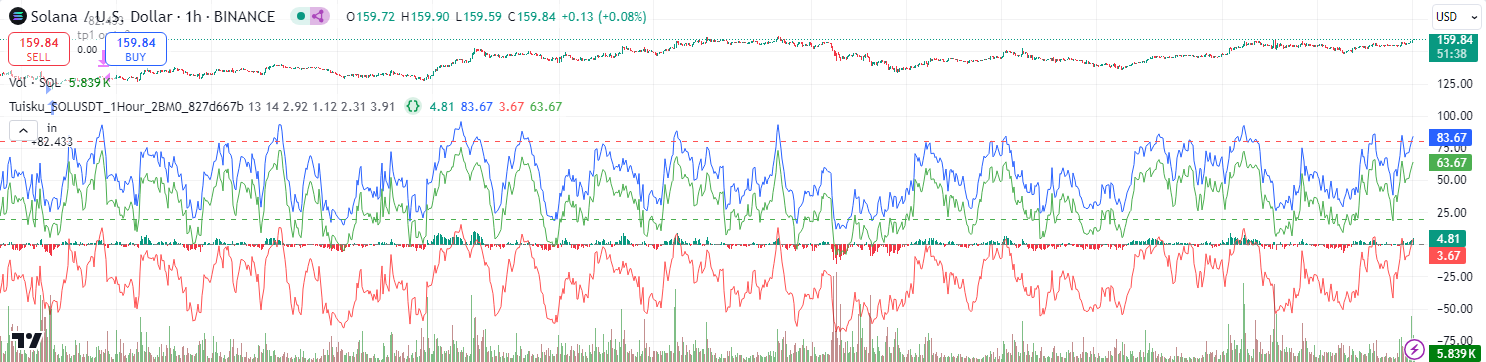 Solana / U.S. Dollar · 1h · BINANCE O159.72 H159.90 L159.59 C159.84 +0.13 (+0.08%)
USD
-82.433
tp1
159.84
SELL
0.00
159.84
BUY
159.84
51:38
Vol · SOL 5.839 K
125.00
Tuisku_SOLUSDT_1Hour_2BM0_827d667b 13 14 2.92 1.12 2.31 3.91 {} 4.81 83.67 3.67 63.67
100.00
in
+82.433
83.67
75.00
63.67
50.00
25.00
4.81
3.67
−25.00
−50.00
−75.00
5.839 K